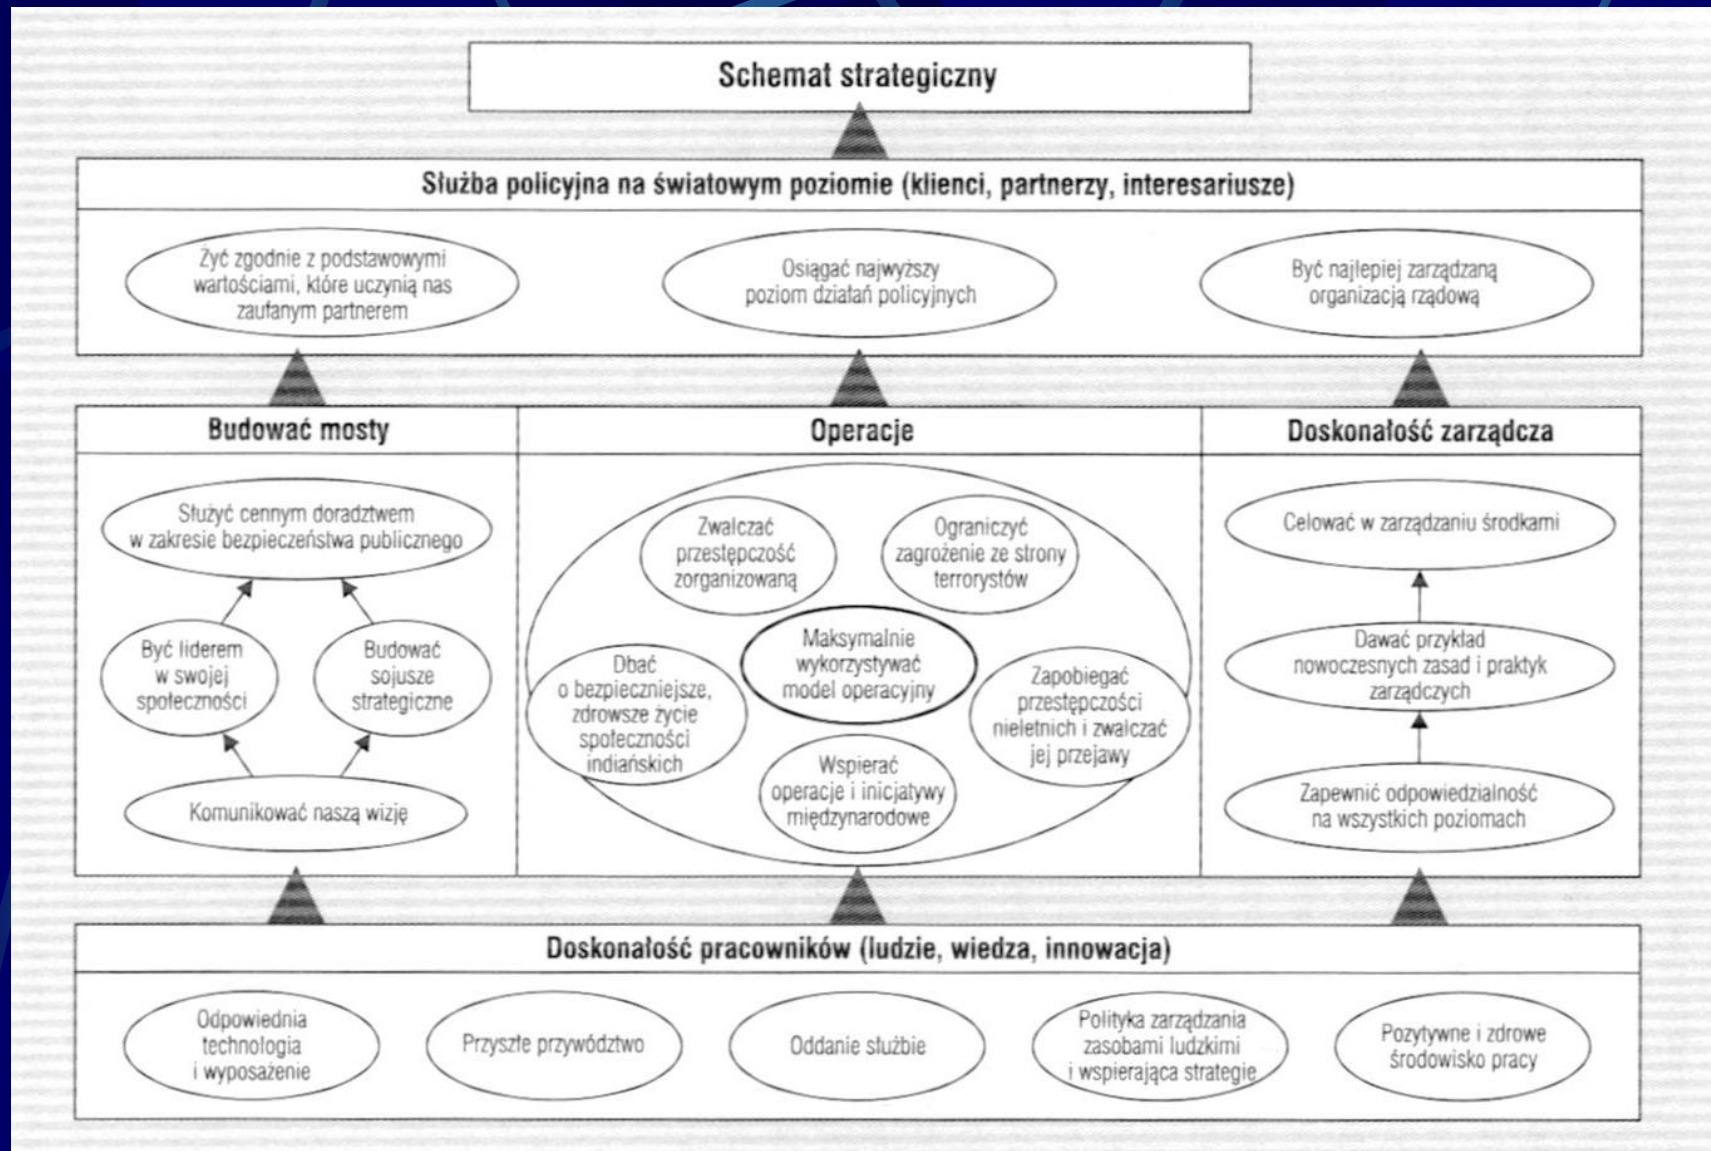 Schemat strategiczny
Służba policyjna na światowym poziomie (klienci, partnerzy, interesariusze)
Żyć zgodnie z podstawowymi
wartościami, które uczynią nas
zaufanym partnerem
Osiągać najwyższy
poziom działań policyjnych
Być najlepiej zarządzaną
organizacją rządową
Budować mosty
Służyć cennym doradztwem
w zakresie bezpieczeństwa publicznego
Być liderem
w swojej
społeczności
Budować
sojusze
strategiczne
Komunikować naszą wizję
Operacje
Zwalczać
przestępczość
zorganizowaną
Ograniczyć
zagrożenie ze strony
terrorystów
Maksymalnie
wykorzystywać
model operacyjny
Dbać
o bezpieczniejsze,
zdrowsze życie
społeczności
indiańskich
Zapobiegać
przestępczości
nieletnich i zwalczać
jej przejawy
Wspierać
operacje i inicjatywy
międzynarodowe
Doskonałość zarządcza
Celować w zarządzaniu środkami
Dawać przykład
nowoczesnych zasad i praktyk
zarządczych
Zapewnić odpowiedzialność
na wszystkich poziomach
Doskonałość pracowników (ludzie, wiedza, innowacja)
Odpowiednia
technologia
i wyposażenie
Przyszłe przywództwo
Oddanie służbie
Polityka zarządzania
zasobami ludzkimi
i wspierająca strategie
Pozytywne i zdrowe
środowisko pracy